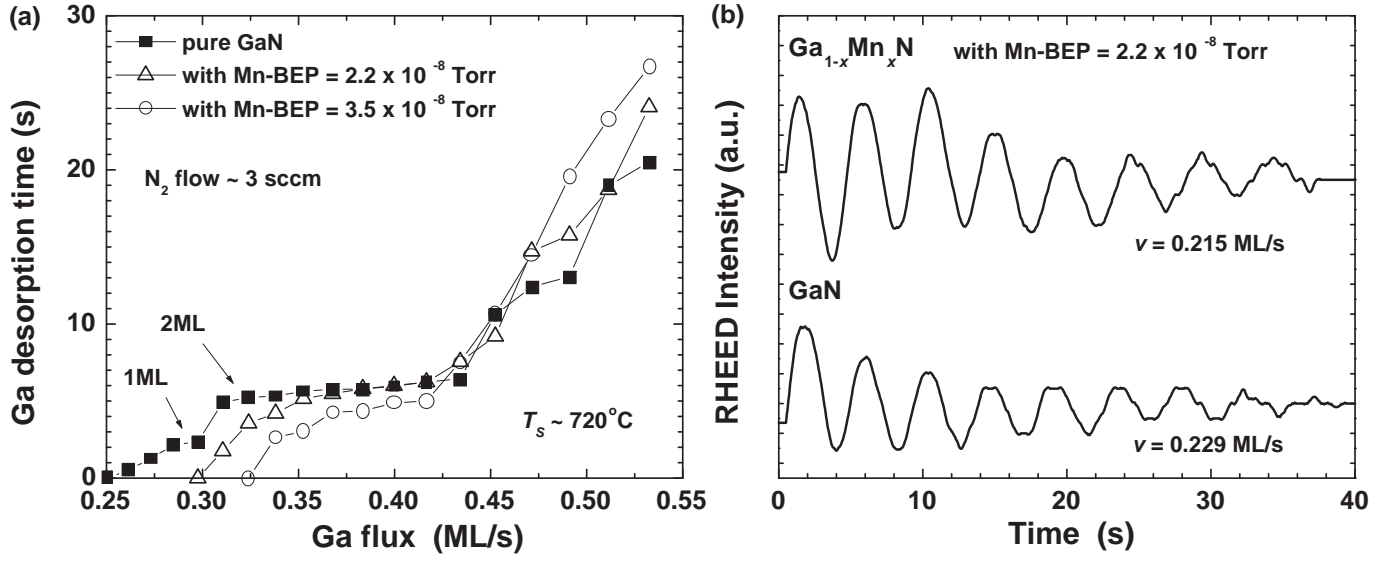 (a)
30
20
10
0
Ga desorption time (s)
pure GaN
with Mn-BEP = 2.2 x 10 ⁻⁸ Torr
with Mn-BEP = 3.5 x 10 ⁻⁸ Torr
N₂ flow ~ 3 sccm
2ML
1ML
Tₛ ~ 720°C
0.25 0.30 0.35 0.40 0.45 0.50 0.55
Ga flux (ML/s)
(b)
RHEED Intensity (a.u.)
Ga₁₋ₓMnₓN with Mn-BEP = 2.2 x 10 ⁻⁸ Torr
v = 0.215 ML/s
GaN
v = 0.229 ML/s
0 10 20 30 40
Time (s)